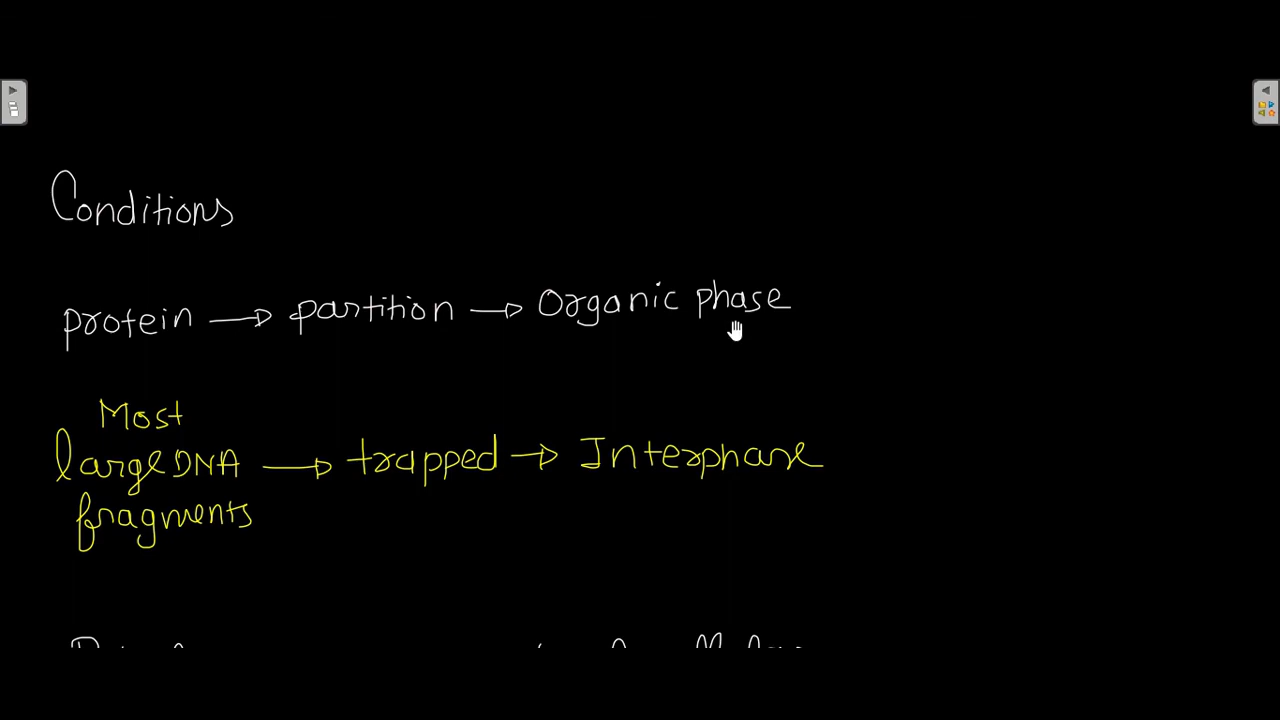 Conditions
protein → partition → Organic phase
Most
large DNA → trapped → Interphase
fragments